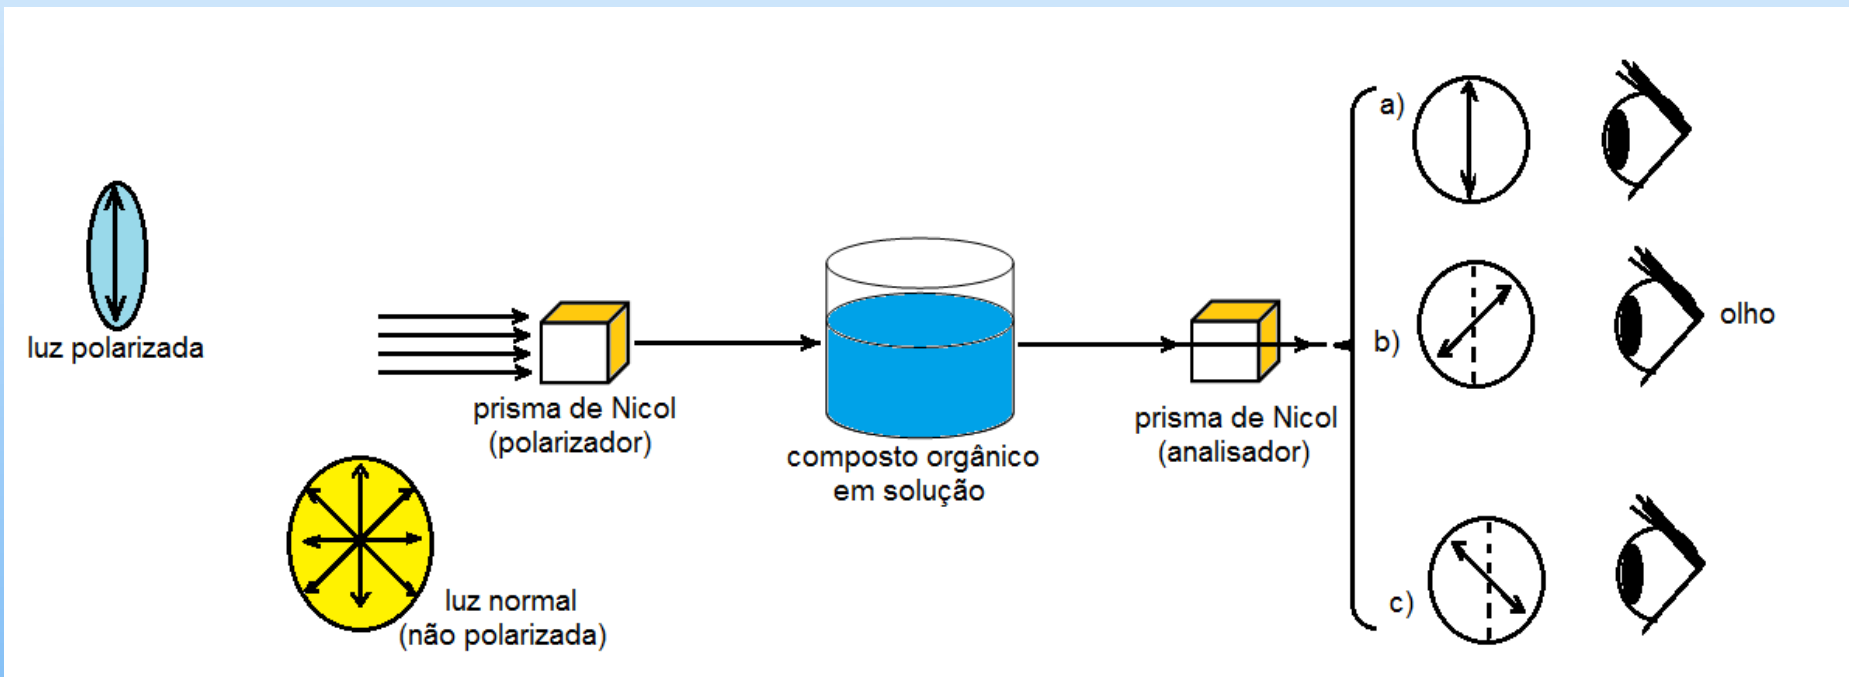 luz polarizada
prisma de Nicol
(polarizador)
luz normal
(não polarizada)
composto orgânico
em solução
prisma de Nicol
(analisador)
a)
b)
olho
c)